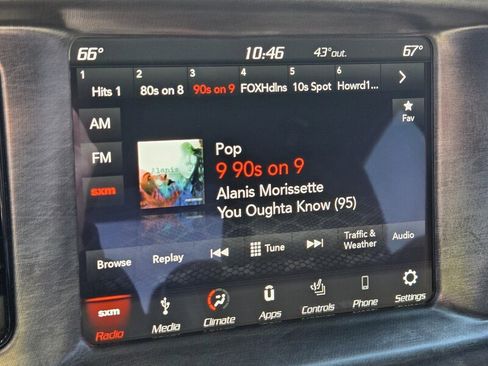 66° 10:46 43°out. 67°
1 2 3 4 5 6
Hits 1 80s on 8 90s on 9 FOXHdlns 10s Spot Howrd1...
AM
Fav
FM
sxm
Alanis
Pop
9 90s on 9
Alanis Morissette
You Oughta Know (95)
Browse Replay Tune Traffic & Weather Audio
sxm
Radio Media Climate Apps Controls Phone Settings